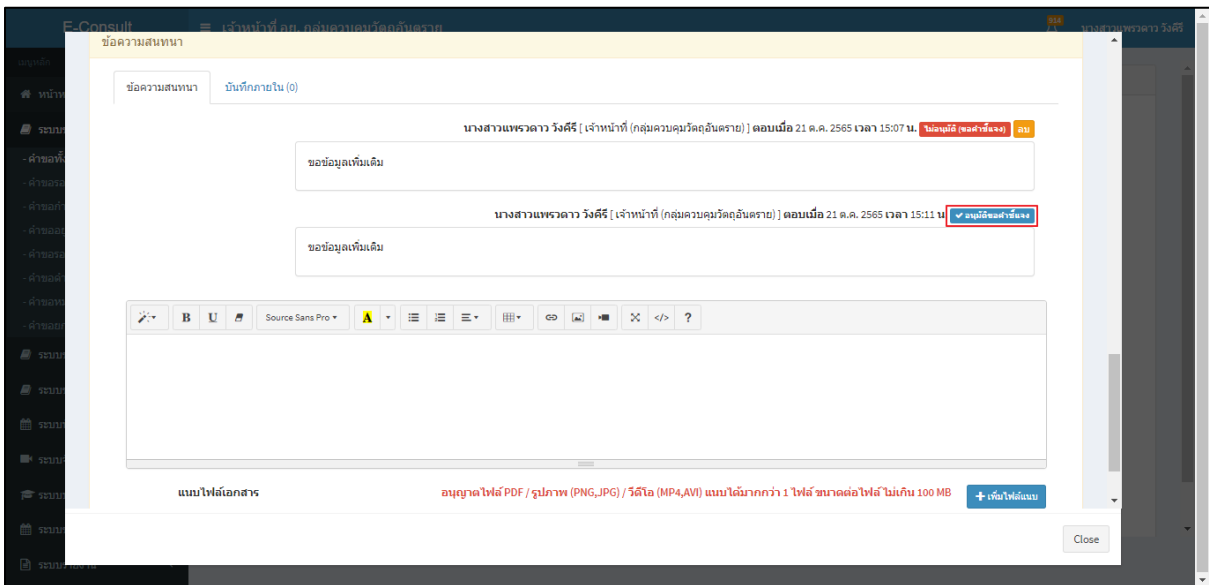 E-Consult
เจ้าหน้าที่ อย. กลุ่มควบคุมวัตถุอันตราย
914
นางสาวแพรวดาว วังคีรี
เมนูหลัก
ข้อความสนทนา
ข้อความสนทนา
บันทึกภายใน (0)
นางสาวแพรวดาว วังคีรี [ เจ้าหน้าที่ (กลุ่มควบคุมวัตถุอันตราย) ] ตอบเมื่อ 21 ต.ค. 2565 เวลา 15:07 น. ไม่อนุมัติ (ขอคำชี้แจง) ลบ
ขอข้อมูลเพิ่มเติม
นางสาวแพรวดาว วังคีรี [ เจ้าหน้าที่ (กลุ่มควบคุมวัตถุอันตราย) ] ตอบเมื่อ 21 ต.ค. 2565 เวลา 15:11 น อนุมัติขอคำชี้แจง
ขอข้อมูลเพิ่มเติม
B U Source Sans Pro A </> ?
แนบไฟล์เอกสาร
อนุญาตไฟล์ PDF / รูปภาพ (PNG,JPG) / วีดีโอ (MP4,AVI) แนบได้มากกว่า 1 ไฟล์ ขนาดต่อไฟล์ ไม่เกิน 100 MB
เพิ่มไฟล์แนบ
Close